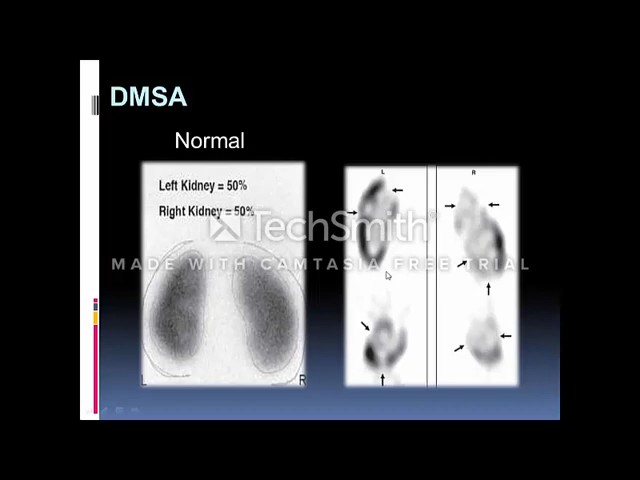 DMSA
Normal
Left Kidney = 50%
Right Kidney = 50%
L
R
L
R
TechSmith®
MADE WITH CAMTASIA FREE TRIAL